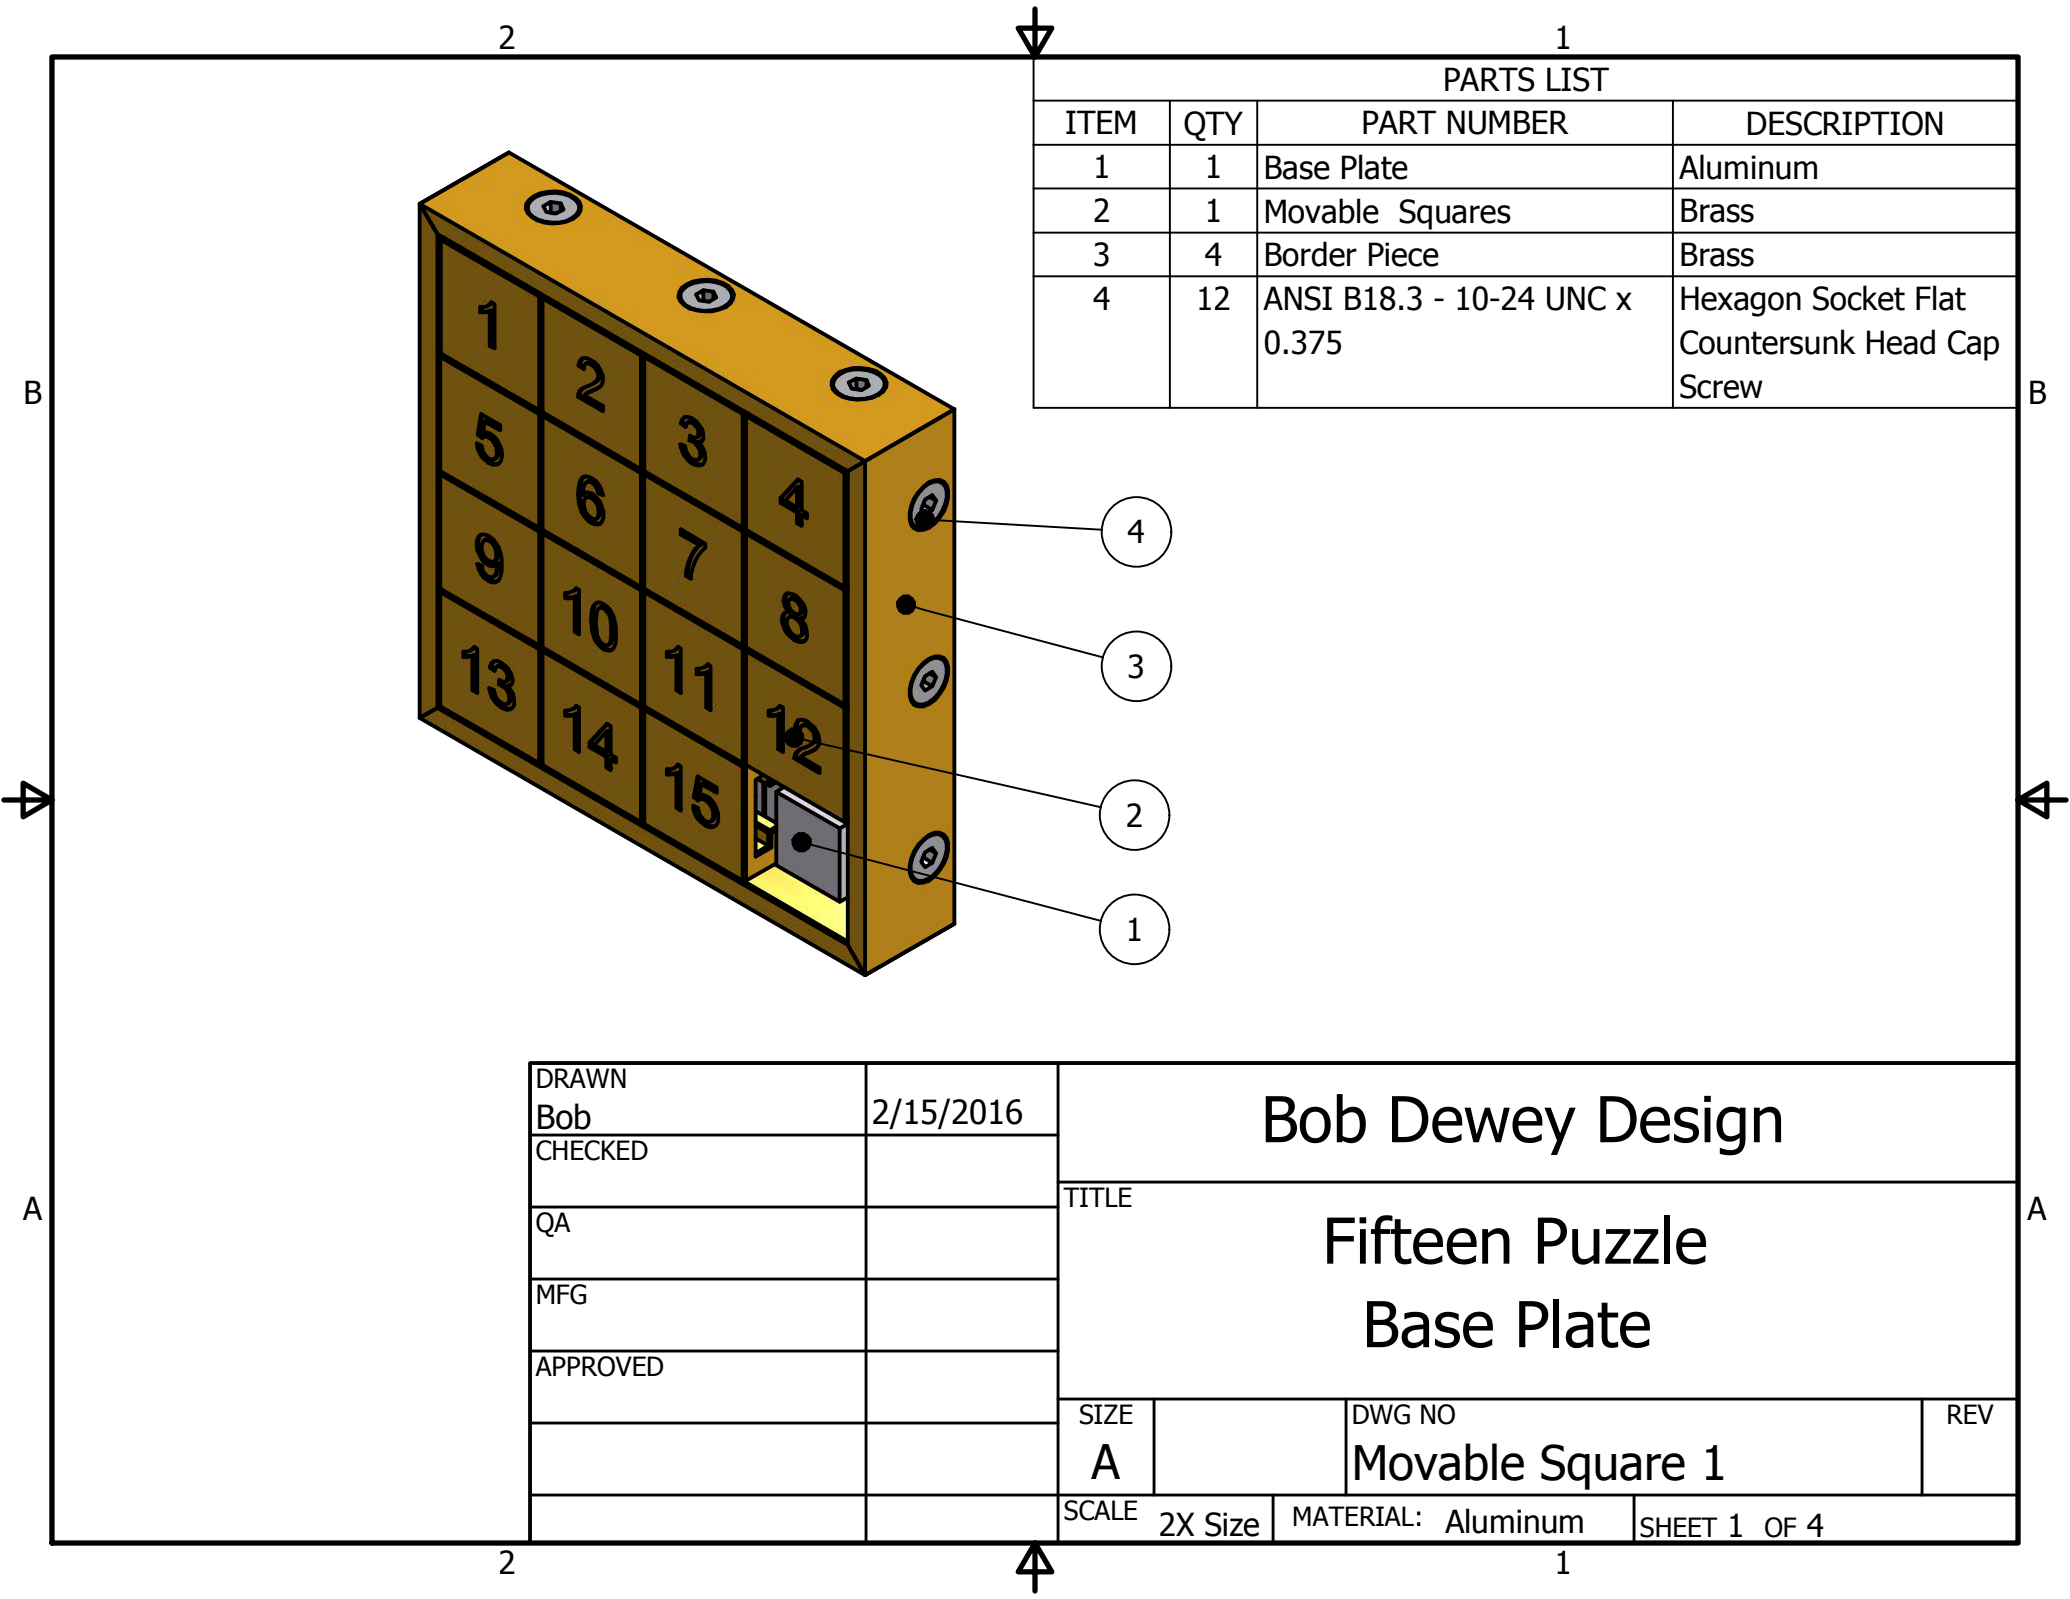 2 1
PARTS LIST
ITEM QTY PART NUMBER DESCRIPTION
1 1 Base Plate Aluminum
2 1 Movable  Squares Brass
3 4 Border Piece Brass
4 12 ANSI B18.3 - 10-24 UNC x Hexagon Socket Flat
0.375 Countersunk Head Cap
Screw
B B
1
2
3
4
5
6
7
8
9
10
11
12
13
14
15
4
3
2
1
DRAWN
Bob 2/15/2016
CHECKED
QA
MFG
APPROVED
Bob Dewey Design
TITLE
Fifteen Puzzle
Base Plate
A A
SIZE DWG NO REV
A Movable Square 1
SCALE 2X Size MATERIAL: Aluminum SHEET 1 OF 4
2 1